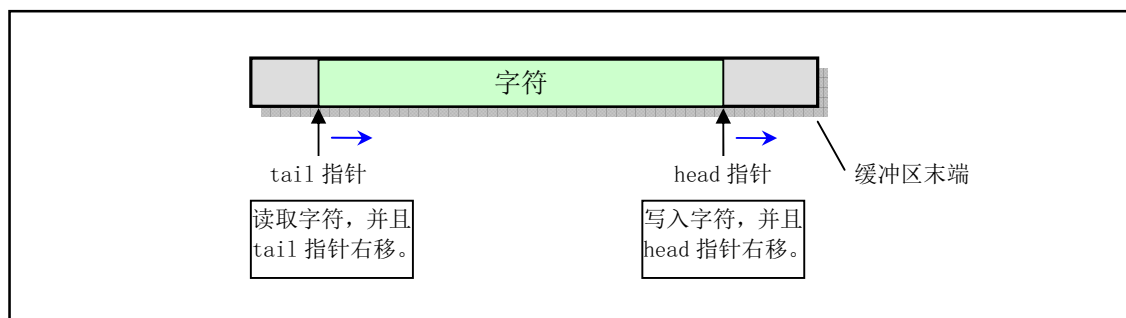 字符
tail 指针
head 指针
缓冲区末端
读取字符，并且
tail 指针右移。
写入字符，并且
head 指针右移。